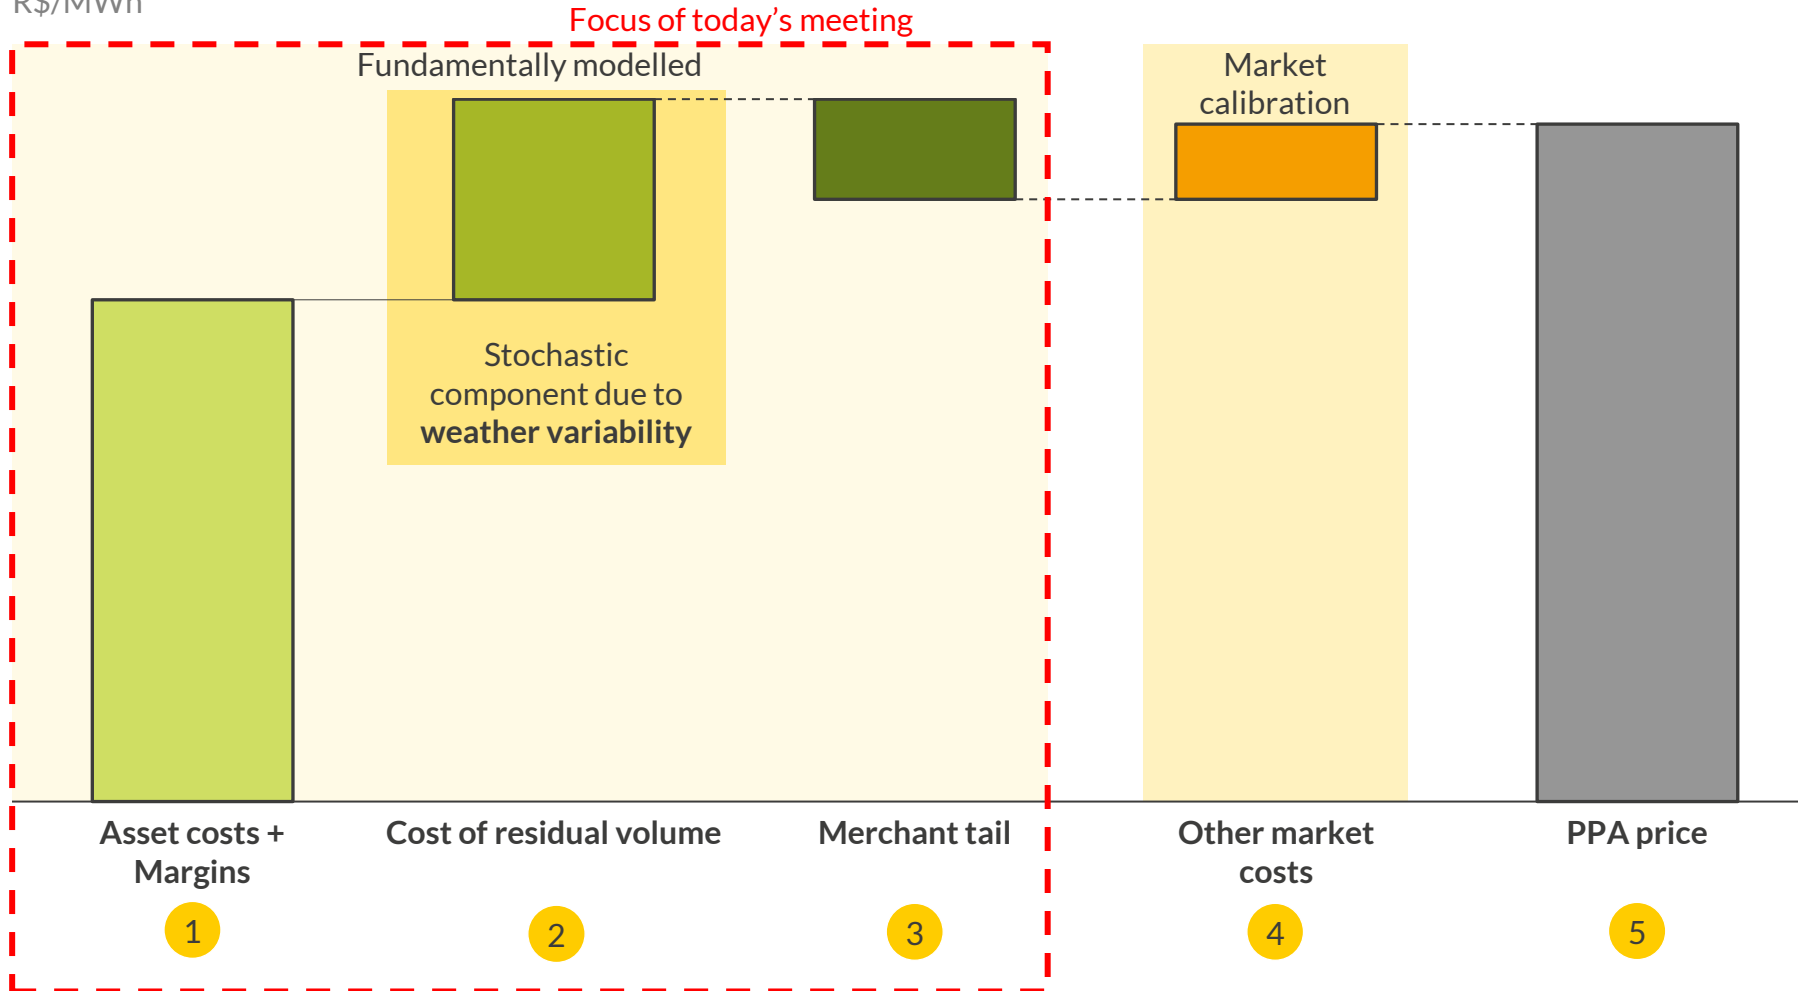 R$/MWh
Focus of today's meeting
Fundamentally modelled
Market
calibration
Stochastic
component due to
weather variability
Asset costs +
Margins
Cost of residual volume
Merchant tail
Other market
costs
PPA price
1
2
3
4
5